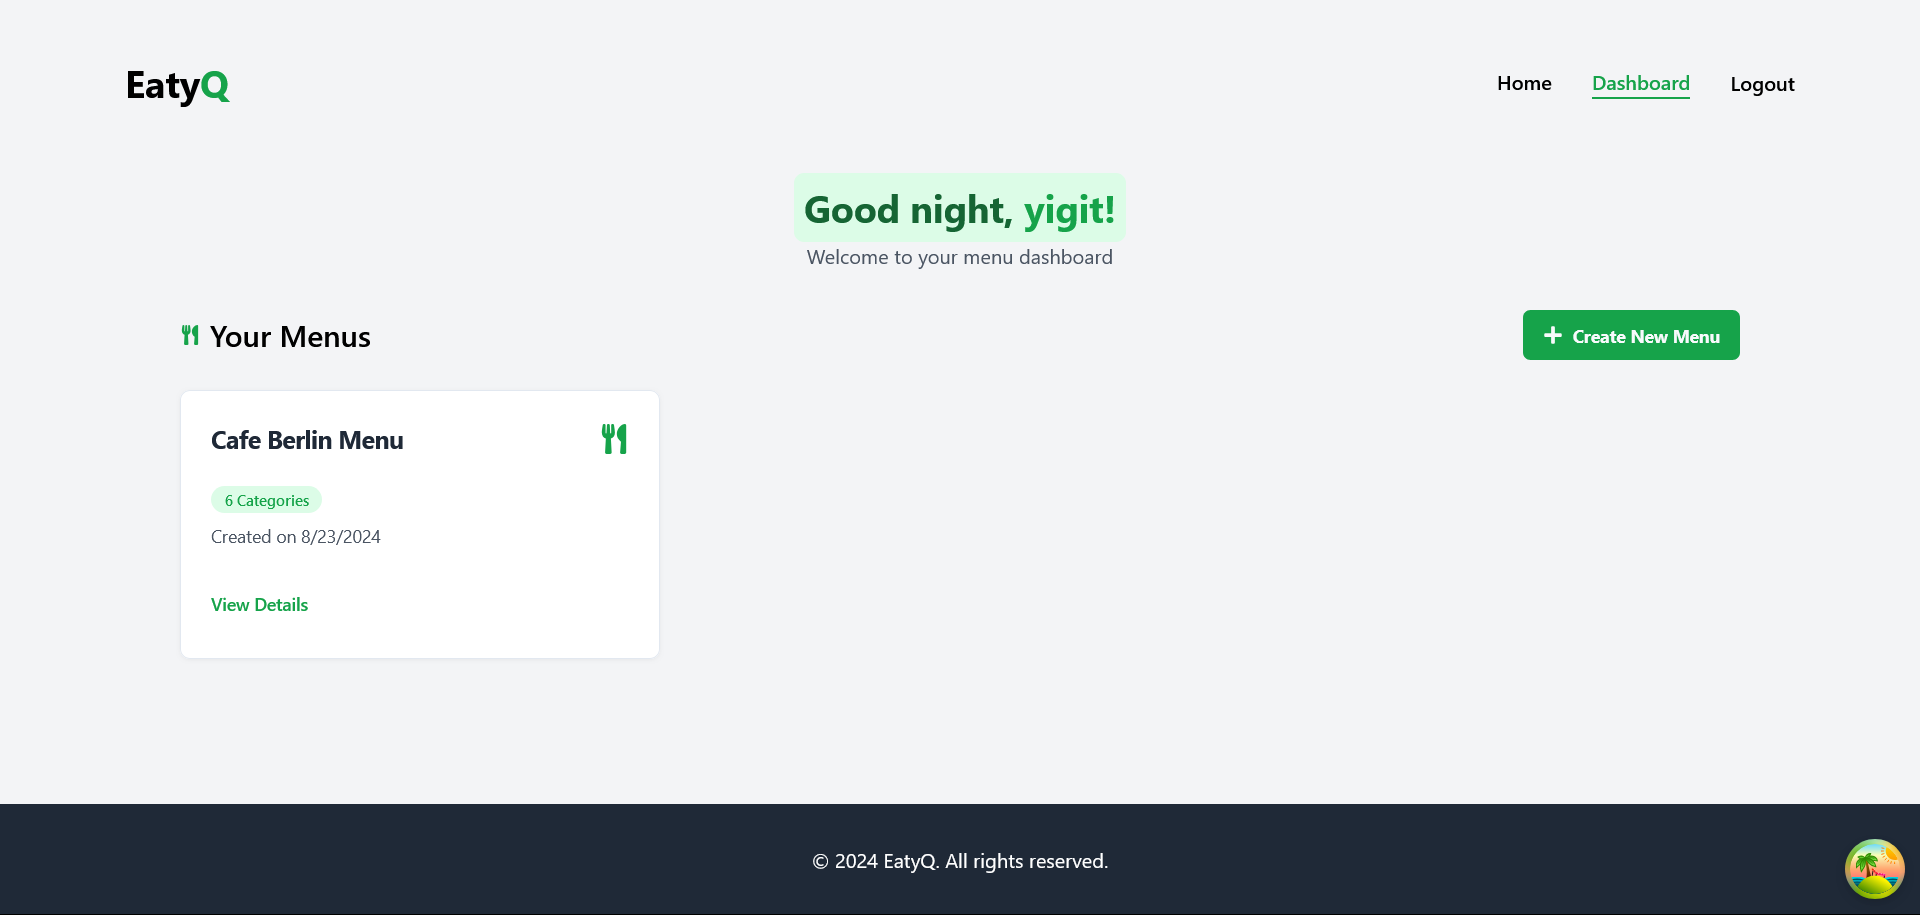 EatyQ
Home
Dashboard
Logout
Good night, yigit!
Welcome to your menu dashboard
Your Menus
Create New Menu
Cafe Berlin Menu
6 Categories
Created on 8/23/2024
View Details
© 2024 EatyQ. All rights reserved.